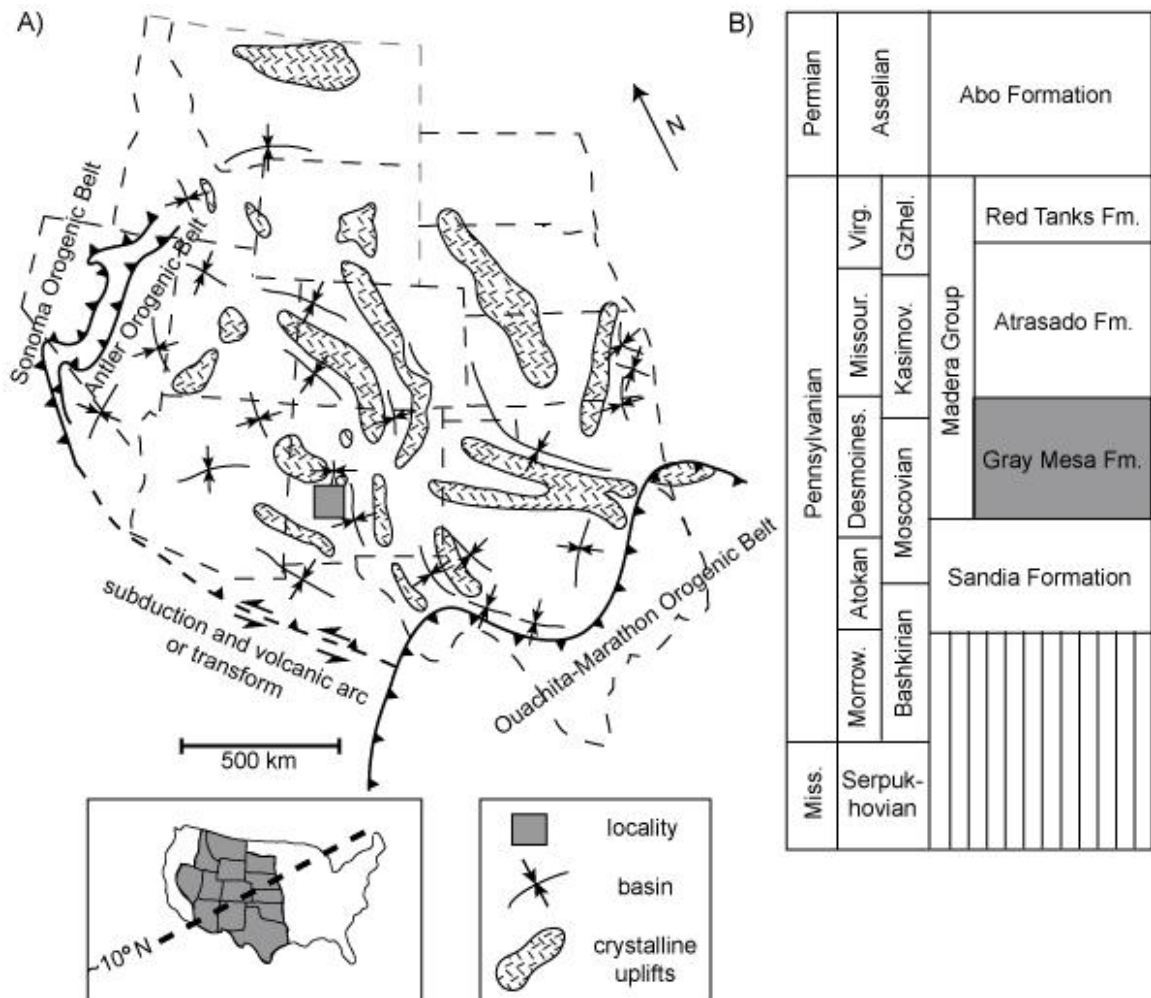 A)
N
Sonoma Orogenic Belt
Antler Orogenic Belt
subduction and volcanic arc
or transform
Ouachita-Marathon Orogenic Belt
500 km
~10° N
locality
basin
crystalline
uplifts
B)
Permian
Asselian
Abo Formation
Pennsylvanian
Virg.
Gzhel.
Missour.
Kasimov.
Desmoines.
Moscovian
Atokan
Morrow.
Bashkirian
Madera Group
Red Tanks Fm.
Atrasado Fm.
Gray Mesa Fm.
Sandia Formation
Miss.
Serpuk-
hovian